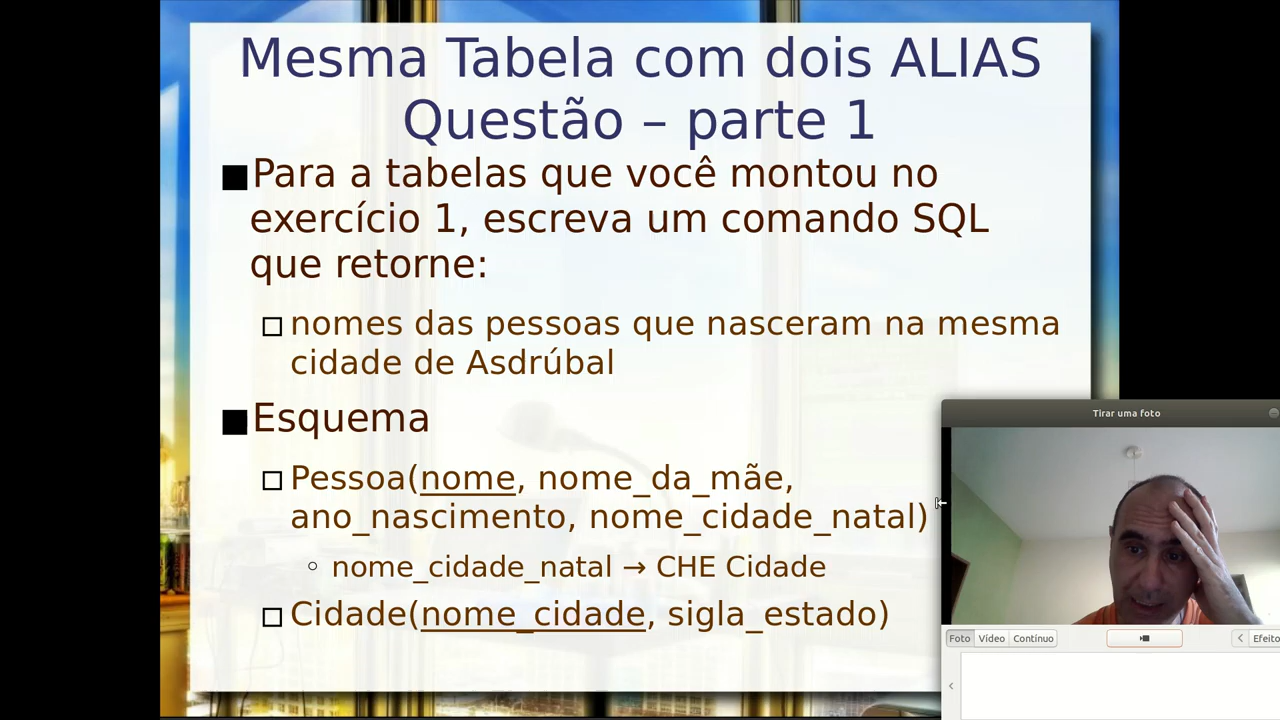 Mesma Tabela com dois ALIAS
Questão – parte 1
Para a tabelas que você montou no
exercício 1, escreva um comando SQL
que retorne:
nomes das pessoas que nasceram na mesma
cidade de Asdrúbal
Esquema
Pessoa(nome, nome_da_mãe,
ano_nascimento, nome_cidade_natal)
nome_cidade_natal → CHE Cidade
Cidade(nome_cidade, sigla_estado)
Tirar uma foto
Foto Vídeo Contínuo Efeito